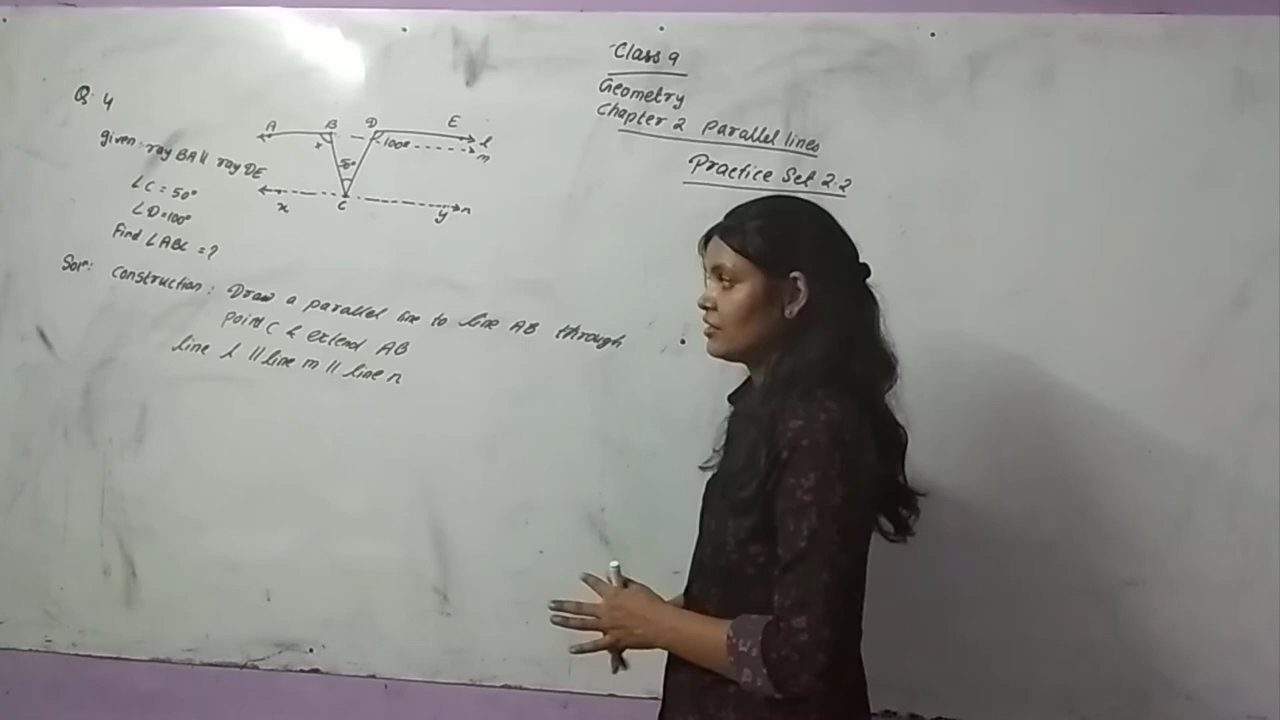 Class 9
Geometry
Chapter 2 parallel lines
Practice Set 2.2
Q. 4
A B D E l
100° m
x 50°
x C y n
given: ray BA || ray DE
∠C = 50°
∠D=100°
Find ∠ABC = ?
Solⁿ: Construction: Draw a parallel line to line AB through
point C & extend AB
line l || line m || line n